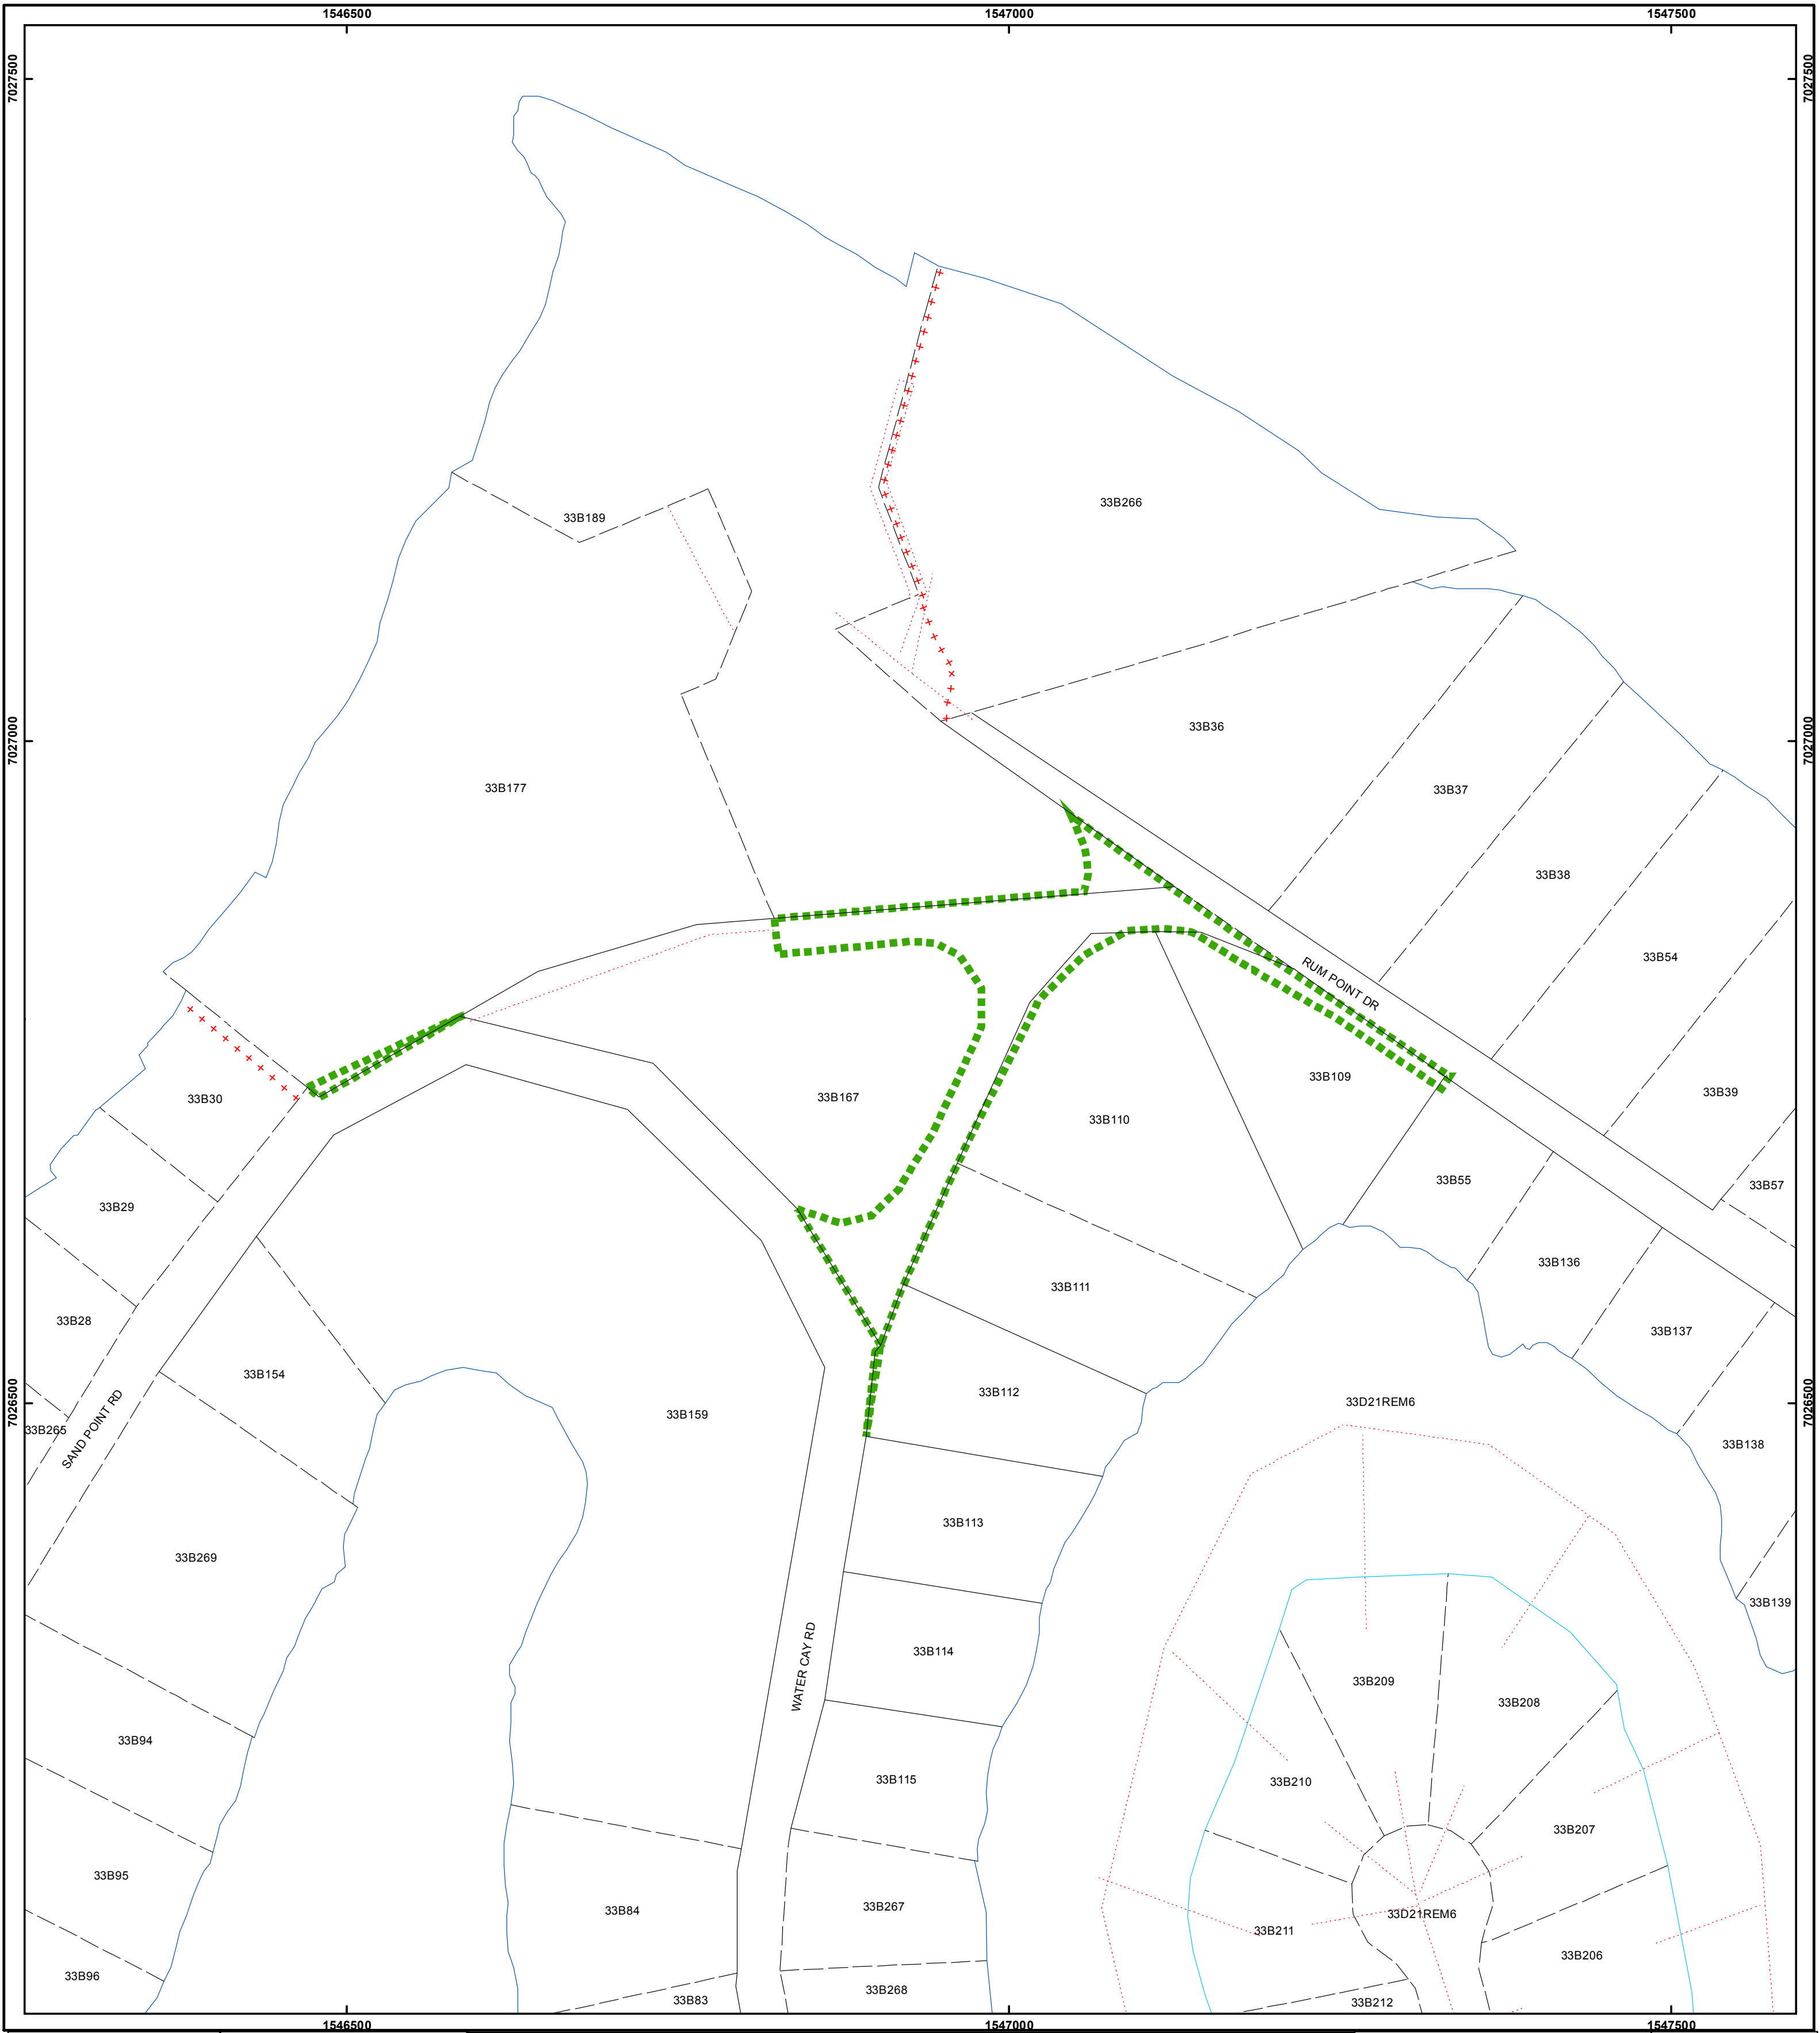 1546500
1547000
1547500
7027500
7027500
33B266
33B189
33B36
7027000
7027000
33B177
33B37
33B38
33B54
RUM POINT DR
33B109
33B39
33B167
33B30
33B110
33B55
33B57
33B29
33B136
33B111
33B28
33B137
33B154
33B112
7026500
7026500
33D21REM6
33B159
33B265
SAND POINT RD
33B138
33B113
33B269
33B139
33B114
WATER CAY RD
33B209
33B208
33B94
33B115
33B210
33B207
33B95
33B267
33B84
33D21REM6
33B211
33B206
33B96
33B268
33B83
33B212
1546500
1547000
1547500